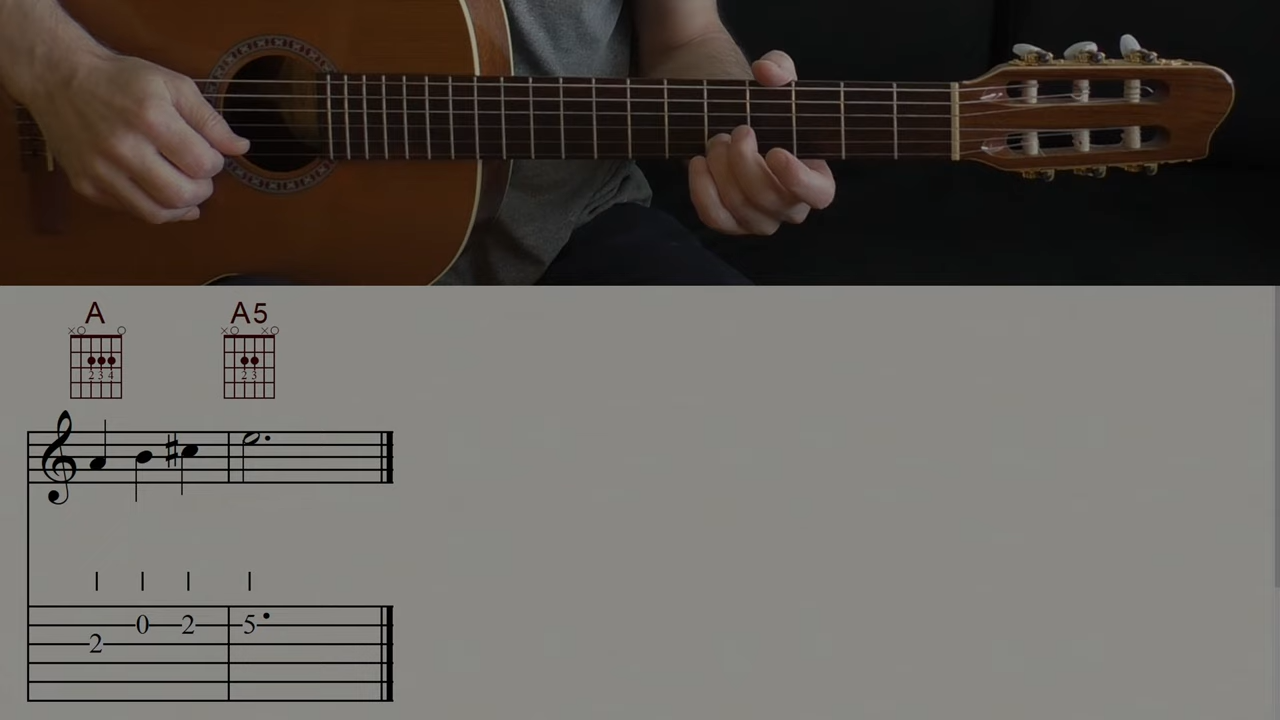 A A5
× ○ ○ × ○ × ○
2 3 4 2 3
0 2 5
2